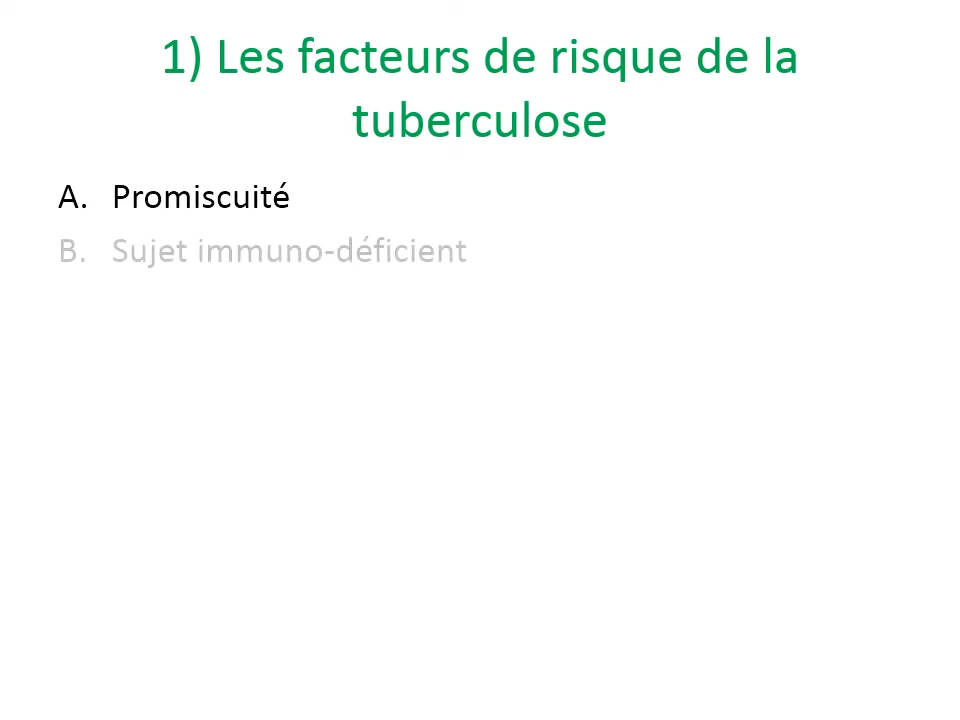 1) Les facteurs de risque de la
tuberculose
A. Promiscuité
B. Sujet immuno-déficient